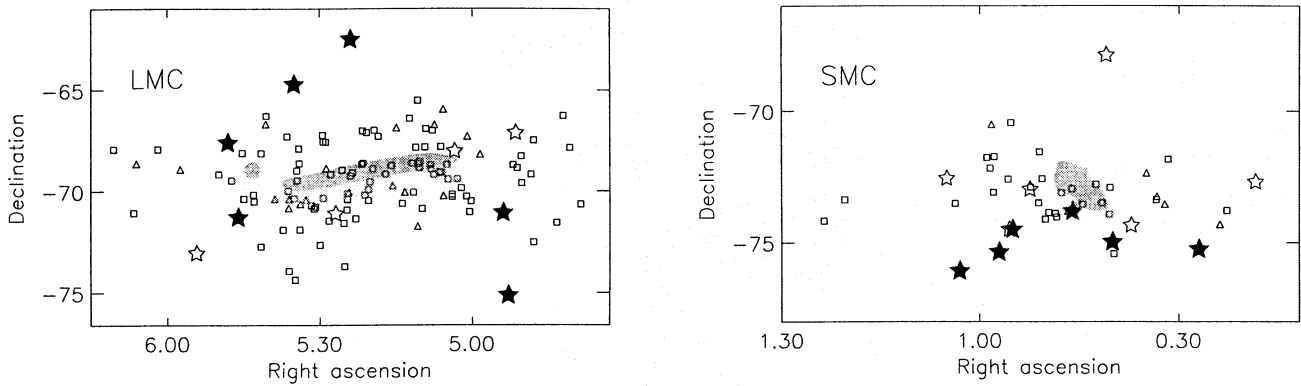 LMC
Declination
−65
−70
−75
6.00
5.30
5.00
Right ascension
SMC
Declination
−70
−75
1.30
1.00
0.30
Right ascension